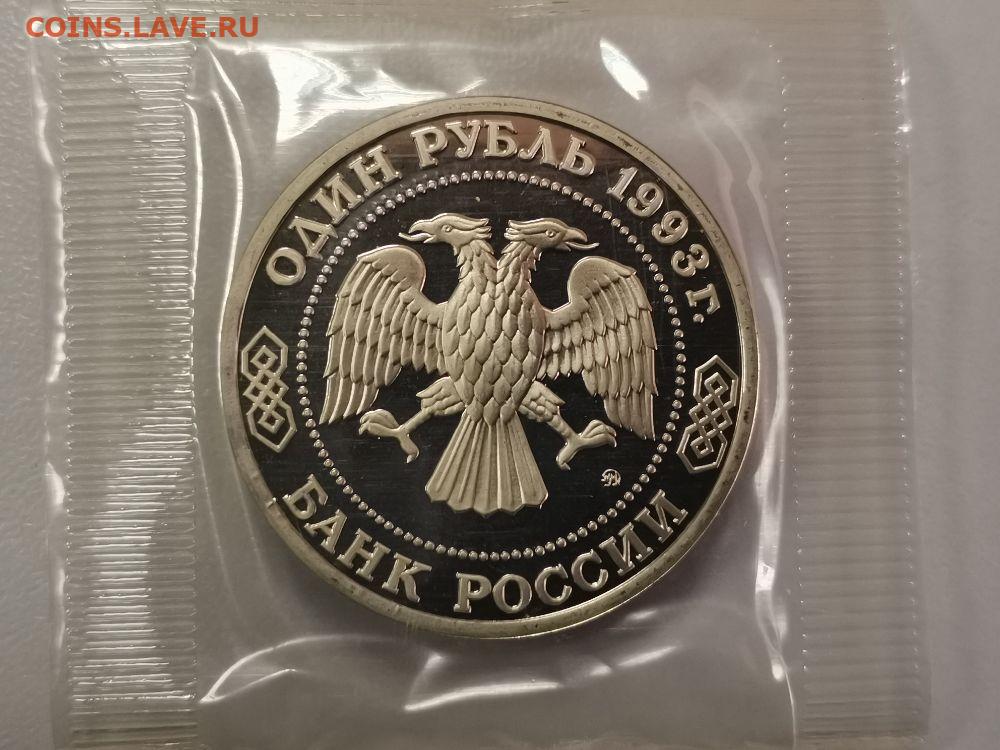 COINS.LAVE.RU
ОДИН РУБЛЬ 1993 г.
БАНК РОССИИ